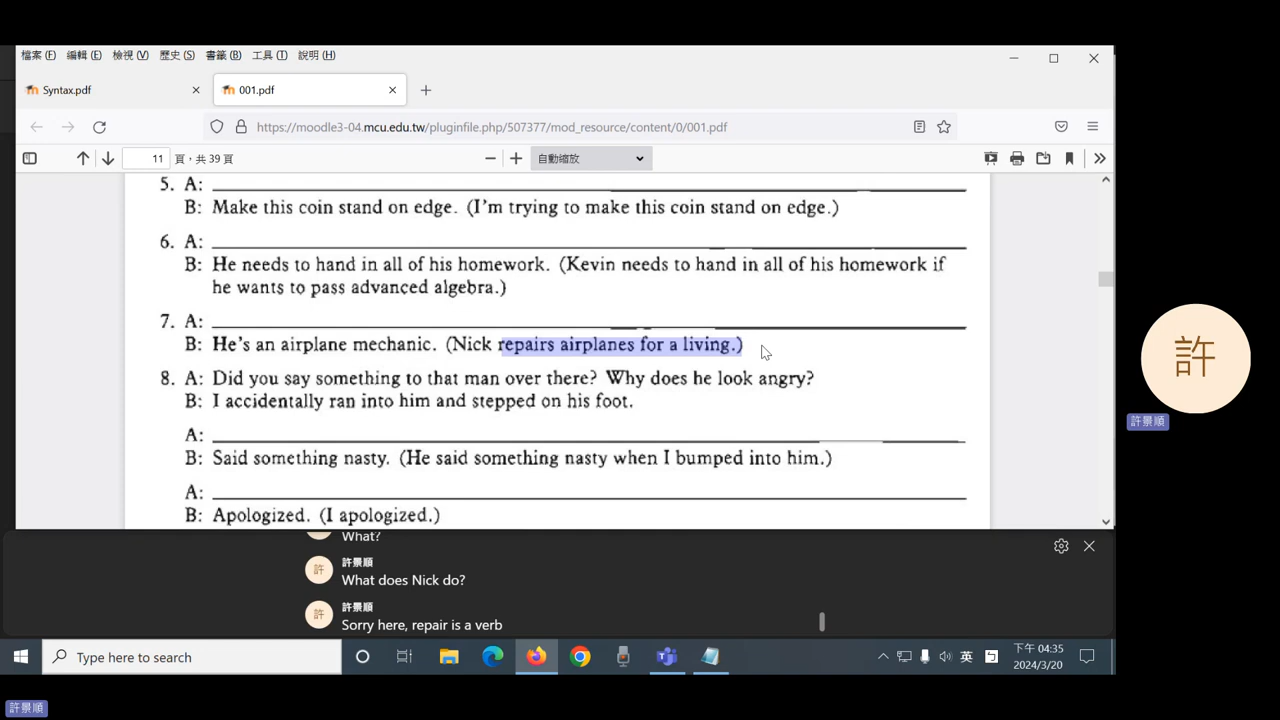 檔案 (F) 編輯 (E) 檢視 (V) 歷史 (S) 書籤 (B) 工具 (T) 說明 (H)
Syntax.pdf
001.pdf
https://moodle3-04.mcu.edu.tw/pluginfile.php/507377/mod_resource/content/0/001.pdf
11 頁，共 39 頁
自動縮放
5. A:
B: Make this coin stand on edge. (I'm trying to make this coin stand on edge.)
6. A:
B: He needs to hand in all of his homework. (Kevin needs to hand in all of his homework if
he wants to pass advanced algebra.)
7. A:
B: He's an airplane mechanic. (Nick repairs airplanes for a living.)
8. A: Did you say something to that man over there? Why does he look angry?
B: I accidentally ran into him and stepped on his foot.
A:
B: Said something nasty. (He said something nasty when I bumped into him.)
A:
B: Apologized. (I apologized.)
許
許景順
What?
許景順
許
What does Nick do?
許景順
許
Sorry here, repair is a verb
Type here to search
英
下午 04:35
2024/3/20
許景順